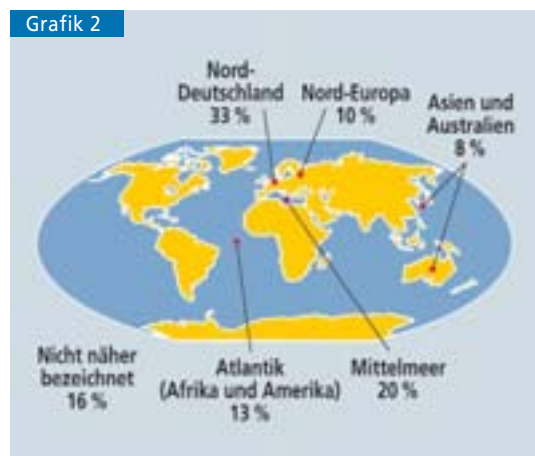 Grafik 2
Nord-
Deutschland
33 %
Nord-Europa
10 %
Asien und
Australien
8 %
Nicht näher
bezeichnet
16 %
Atlantik
(Afrika und Amerika)
13 %
Mittelmeer
20 %